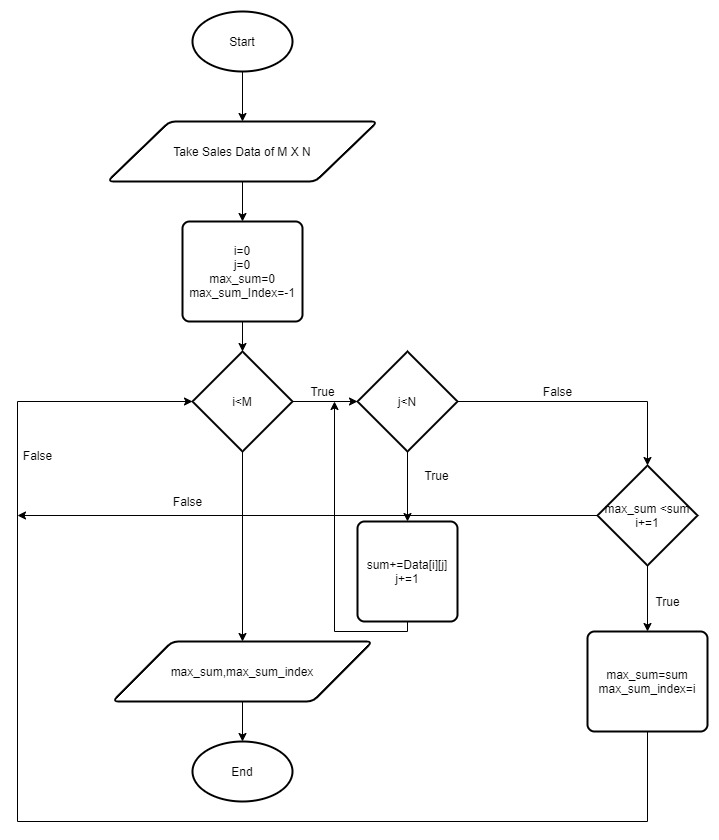 Start
Take Sales Data of M X N
i=0
j=0
max_sum=0
max_sum_Index=-1
i<M
True
j<N
False
False
True
False
max_sum <sum
i+=1
sum+=Data[i][j]
j+=1
True
max_sum,max_sum_index
max_sum=sum
max_sum_index=i
End